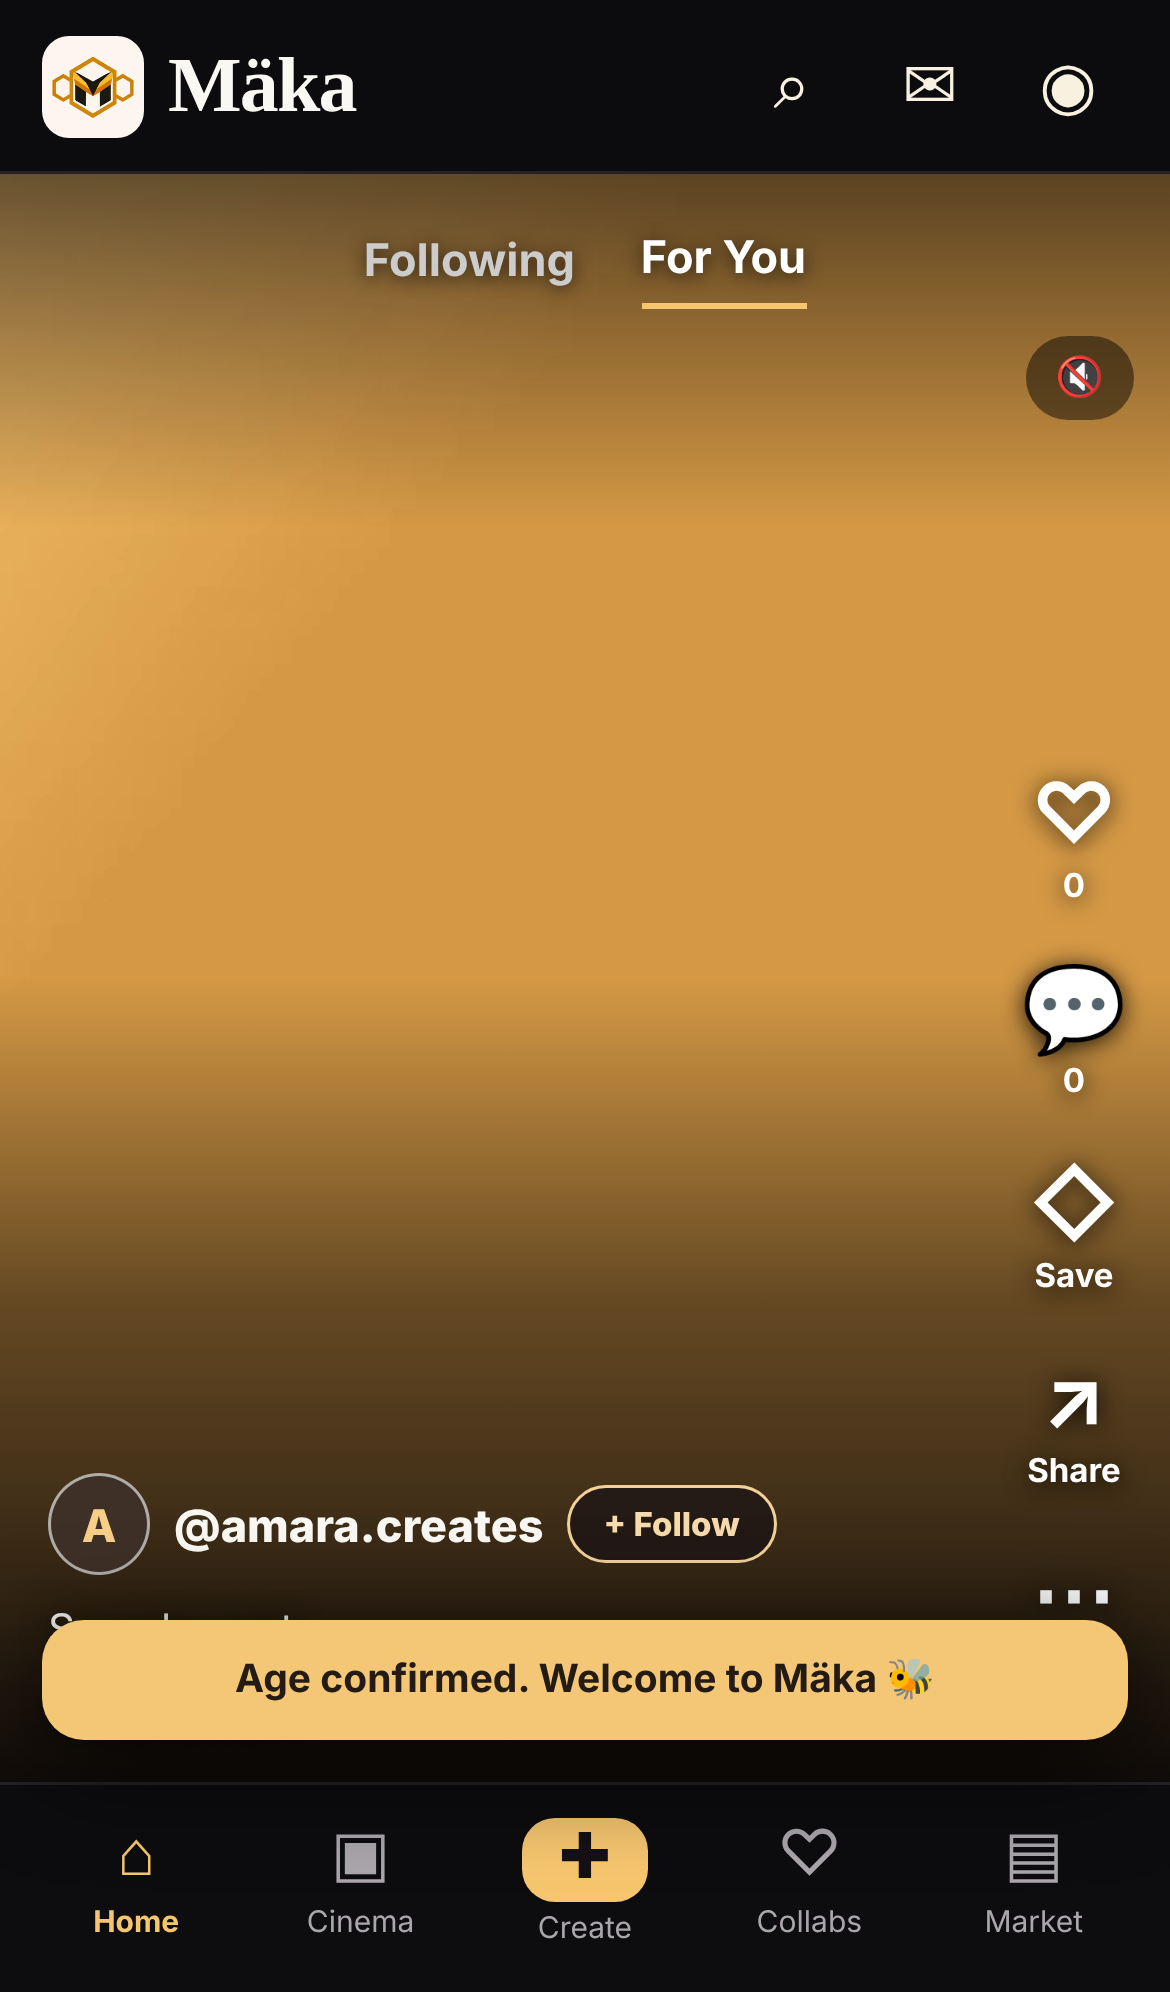 Mäka
Following
For You
0
0
Save
Share
A
@amara.creates
+ Follow
Age confirmed. Welcome to Mäka 🐝
Home
Cinema
Create
Collabs
Market